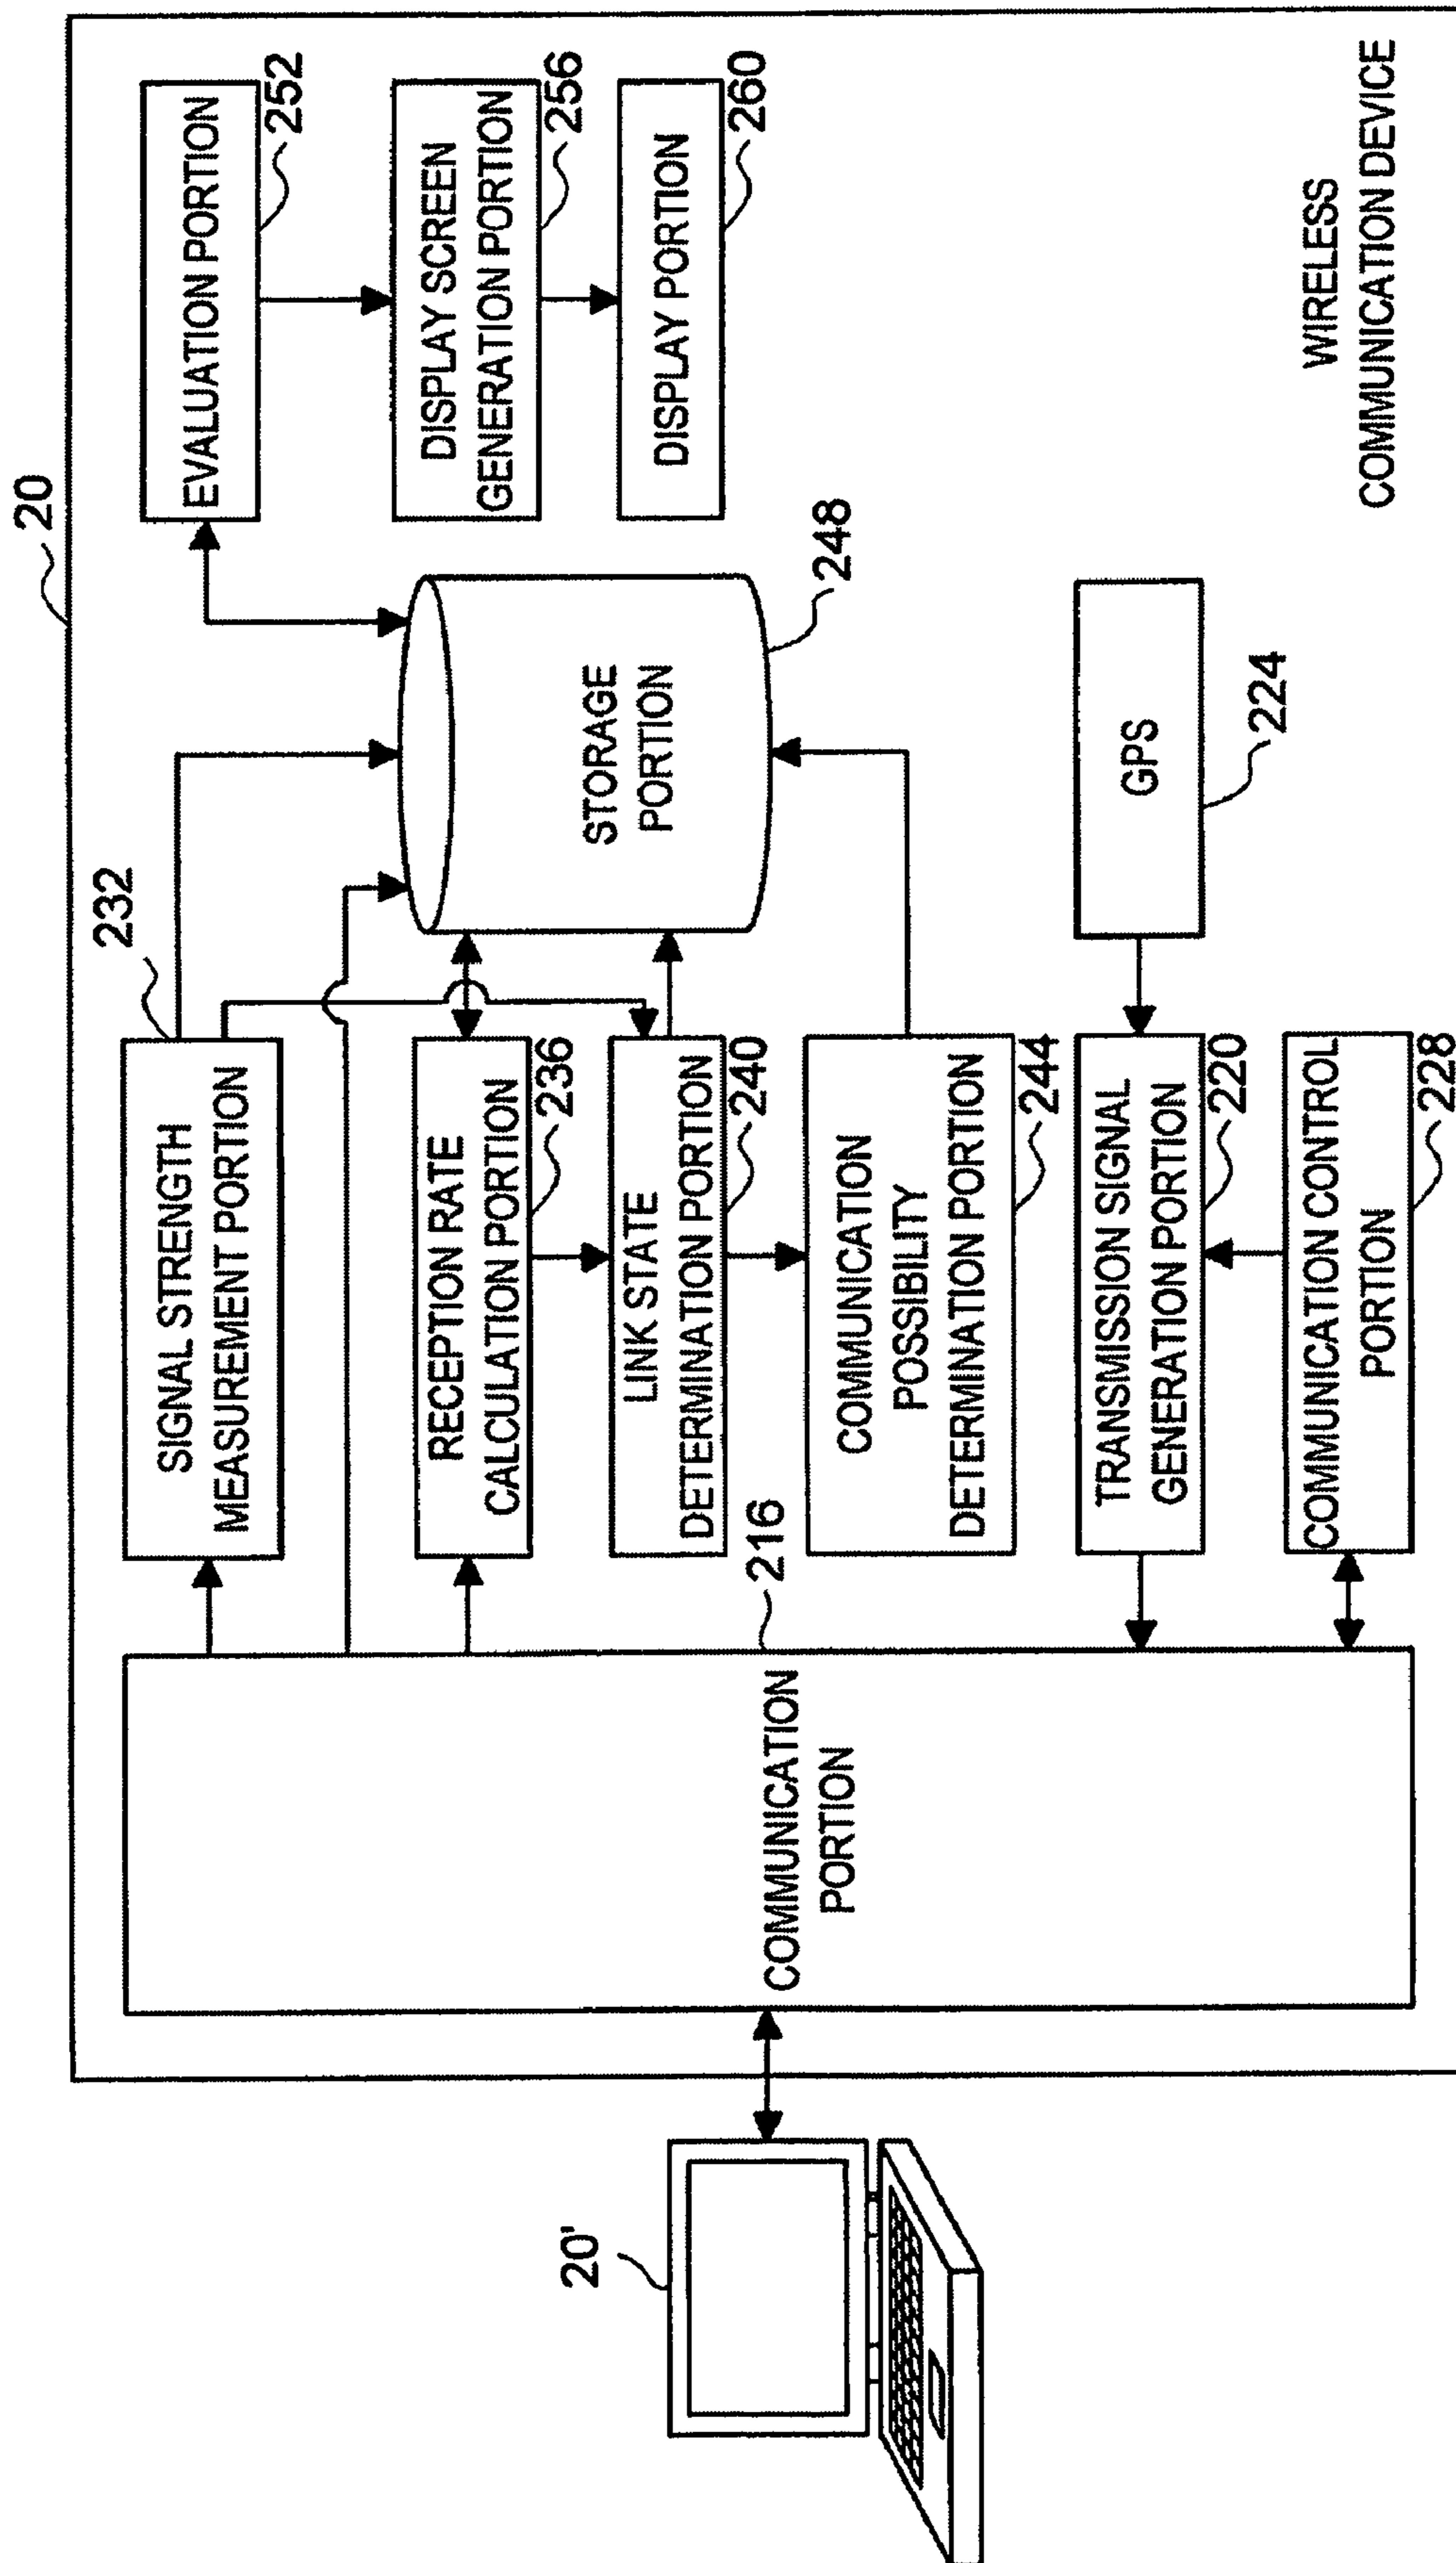 20
20'
COMMUNICATION
PORTION
216
SIGNAL STRENGTH
MEASUREMENT PORTION
232
RECEPTION RATE
CALCULATION PORTION
236
LINK STATE
DETERMINATION PORTION
240
COMMUNICATION
POSSIBILITY
DETERMINATION PORTION
244
TRANSMISSION SIGNAL
GENERATION PORTION
220
COMMUNICATION CONTROL
PORTION
228
STORAGE
PORTION
248
GPS
224
EVALUATION PORTION
252
DISPLAY SCREEN
GENERATION PORTION
256
DISPLAY PORTION
260
WIRELESS
COMMUNICATION DEVICE